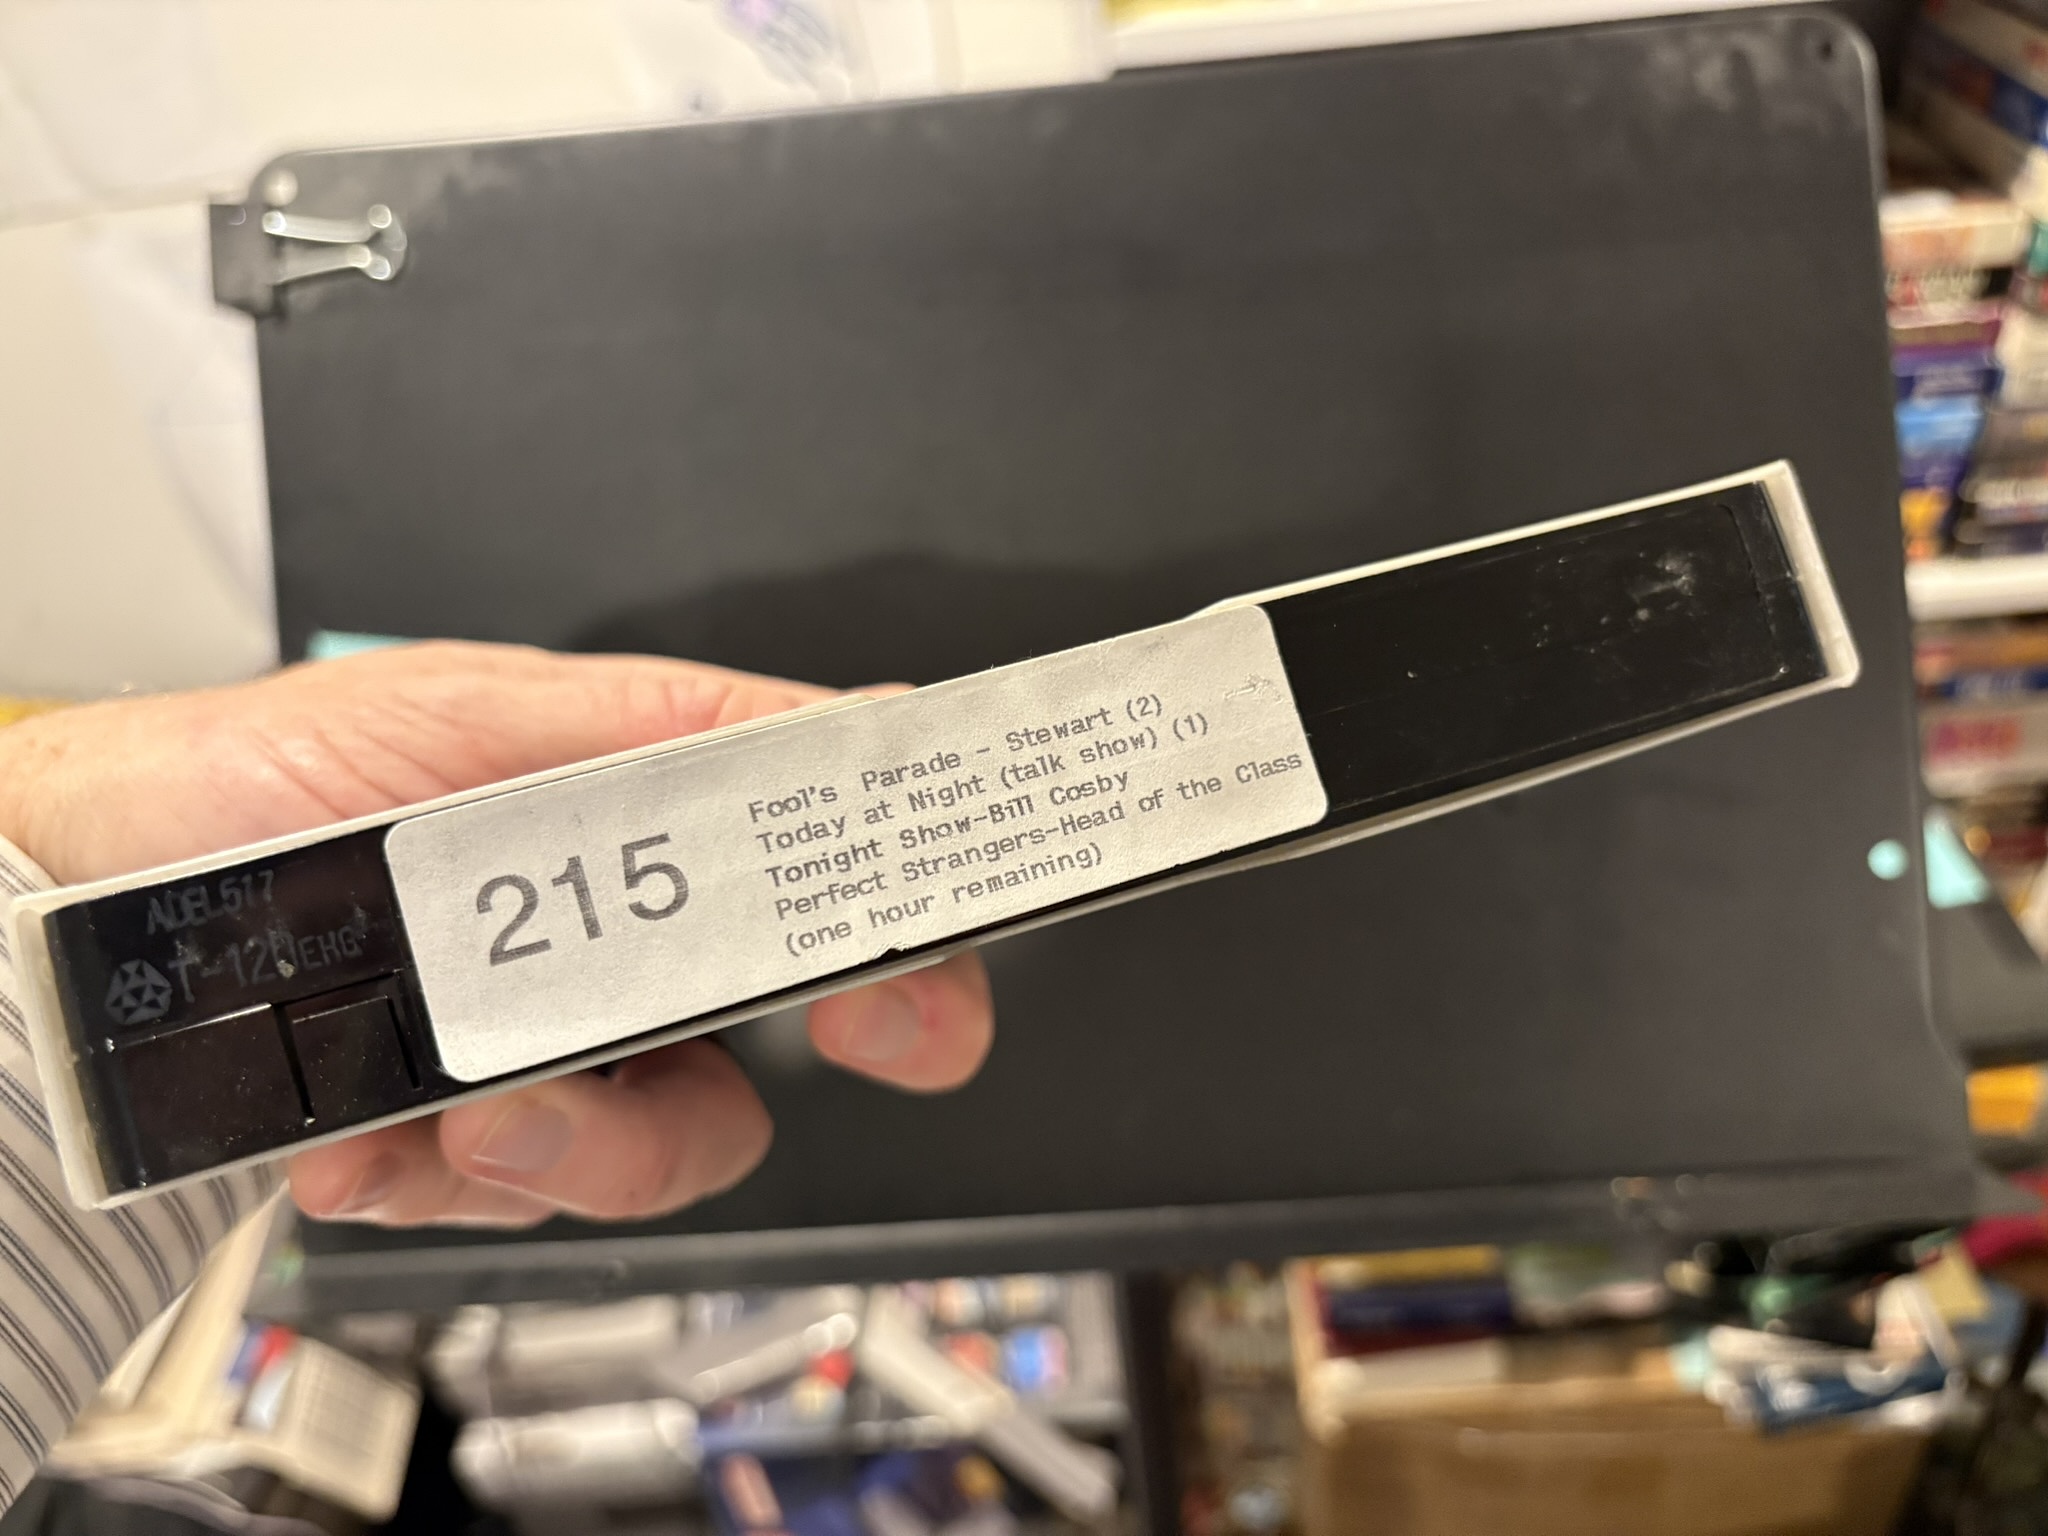 215
Fool's Parade - Stewart (2)
Today at Night (talk show) (1)
Tonight Show-Bill Cosby
Perfect Strangers-Head of the Class
(one hour remaining)
T-120EHG